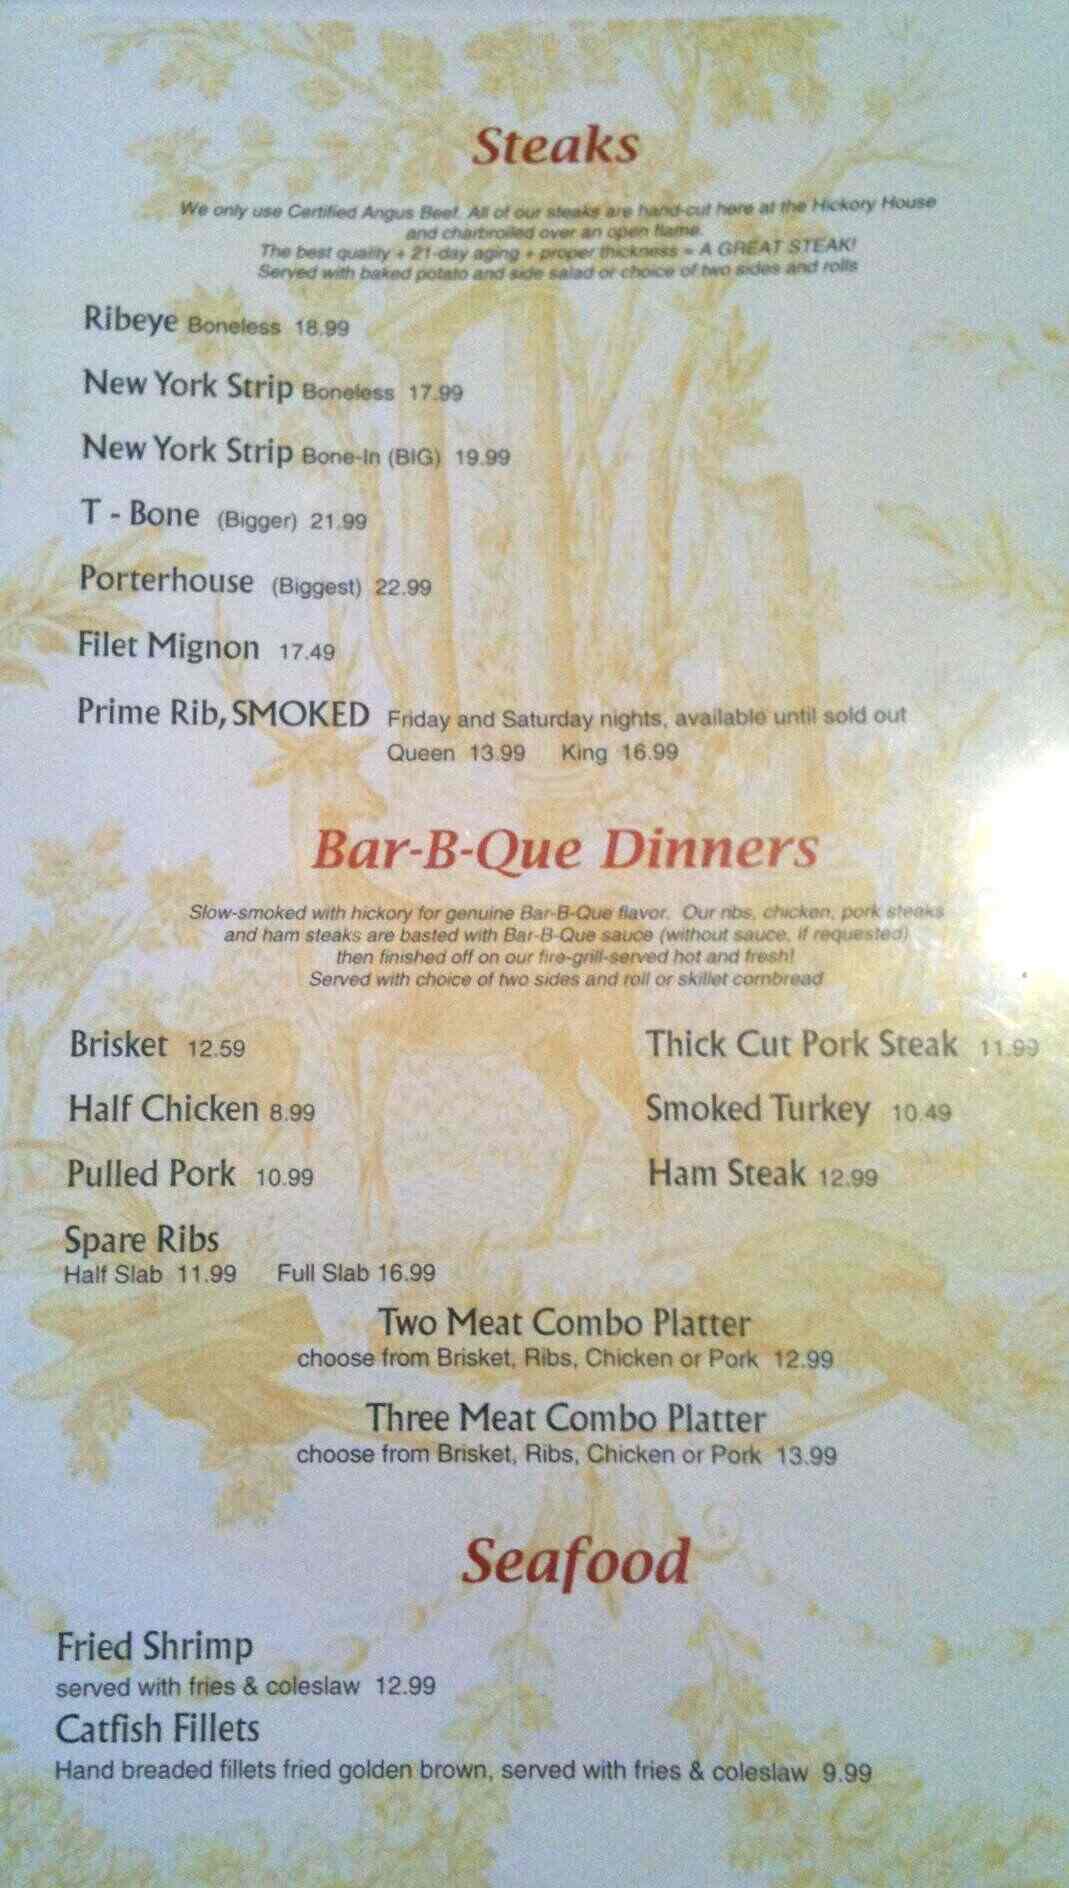 Steaks
We only use Certified Angus Beef. All of our steaks are hand-cut here at the Hickory House
and charbroiled over an open flame.
The best quality + 21-day aging + proper thickness = A GREAT STEAK!
Served with baked potato and side salad or choice of two sides and rolls
Ribeye Boneless 18.99
New York Strip Boneless 17.99
New York Strip Bone-In (BIG) 19.99
T - Bone (Bigger) 21.99
Porterhouse (Biggest) 22.99
Filet Mignon 17.49
Prime Rib, SMOKED Friday and Saturday nights, available until sold out
Queen 13.99 King 16.99
Bar-B-Que Dinners
Slow-smoked with hickory for genuine Bar-B-Que flavor. Our ribs, chicken, pork steaks
and ham steaks are basted with Bar-B-Que sauce (without sauce, if requested)
then finished off on our fire-grill-served hot and fresh!
Served with choice of two sides and roll or skillet cornbread
Brisket 12.59 Thick Cut Pork Steak 11.99
Half Chicken 8.99 Smoked Turkey 10.49
Pulled Pork 10.99 Ham Steak 12.99
Spare Ribs
Half Slab 11.99 Full Slab 16.99
Two Meat Combo Platter
choose from Brisket, Ribs, Chicken or Pork 12.99
Three Meat Combo Platter
choose from Brisket, Ribs, Chicken or Pork 13.99
Seafood
Fried Shrimp
served with fries & coleslaw 12.99
Catfish Fillets
Hand breaded fillets fried golden brown, served with fries & coleslaw 9.99